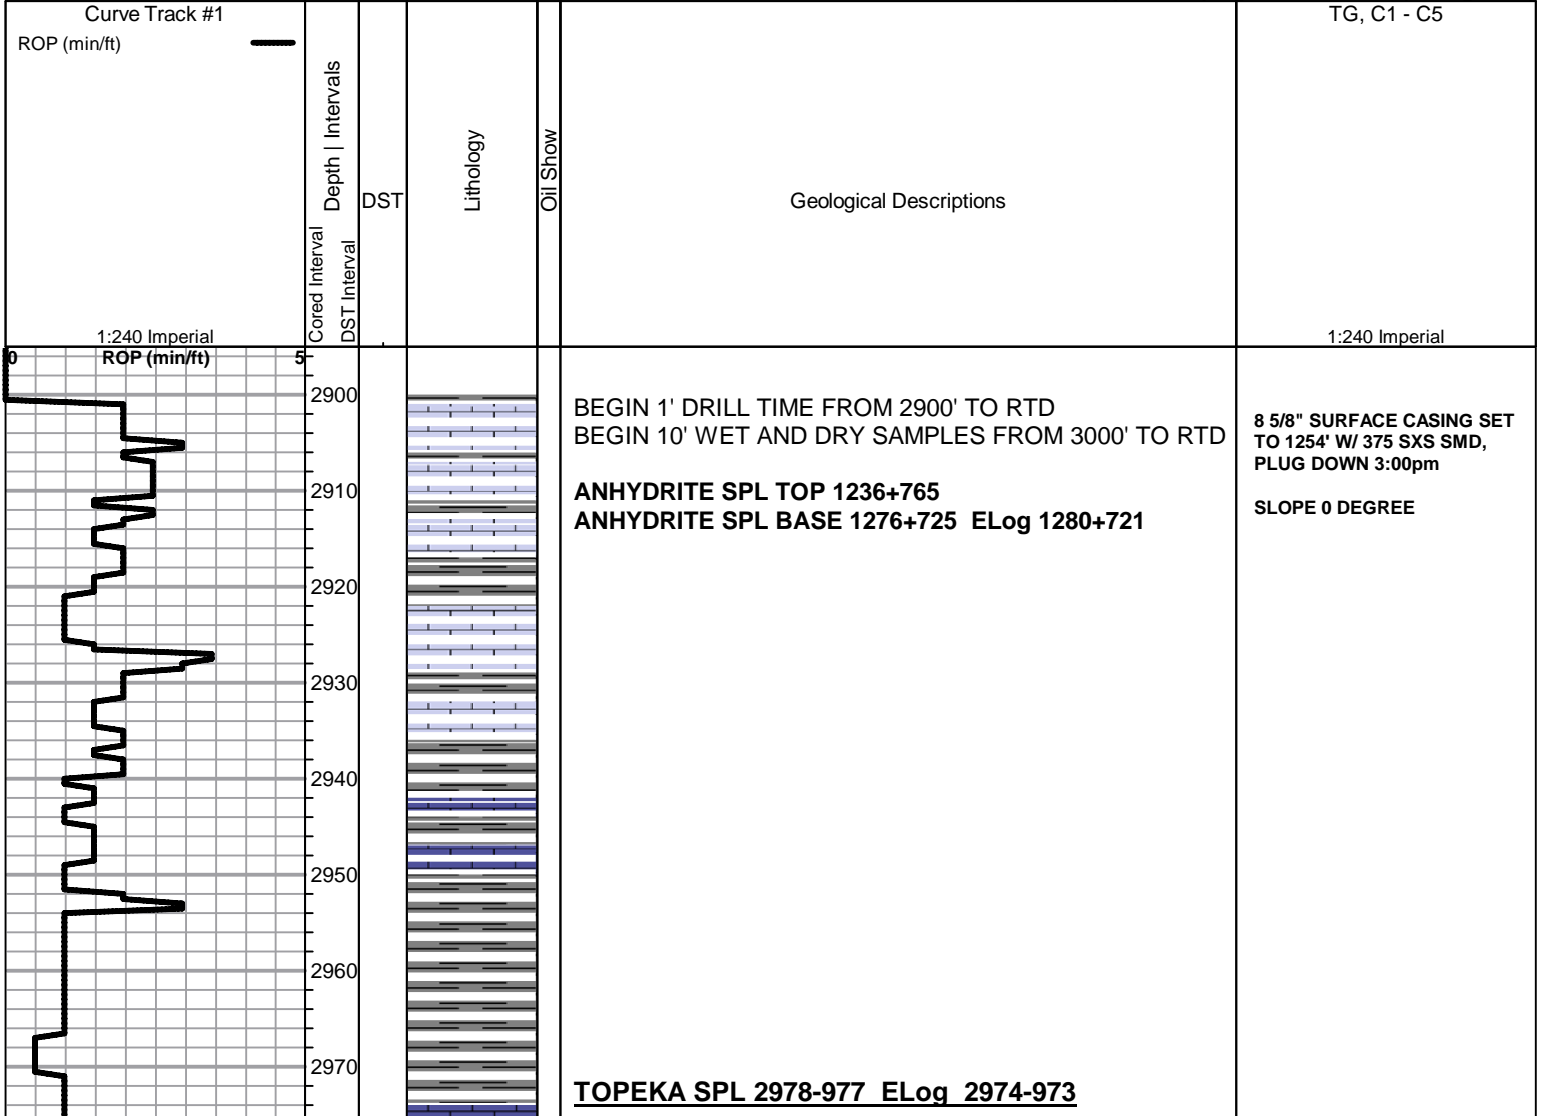 Curve Track #1
ROP (min/ft)
1:240 Imperial
Depth | Intervals
Cored Interval
DST Interval
DST
Lithology
Oil Show
Geological Descriptions
TG, C1 - C5
1:240 Imperial
0 ROP (min/ft) 5
2900
2910
2920
2930
2940
2950
2960
2970
BEGIN 1' DRILL TIME FROM 2900' TO RTD
BEGIN 10' WET AND DRY SAMPLES FROM 3000' TO RTD
ANHYDRITE SPL TOP 1236+765
ANHYDRITE SPL BASE 1276+725 ELog 1280+721
TOPEKA SPL 2978-977 ELog 2974-973
8 5/8" SURFACE CASING SET
TO 1254' W/ 375 SXS SMD,
PLUG DOWN 3:00pm
SLOPE 0 DEGREE